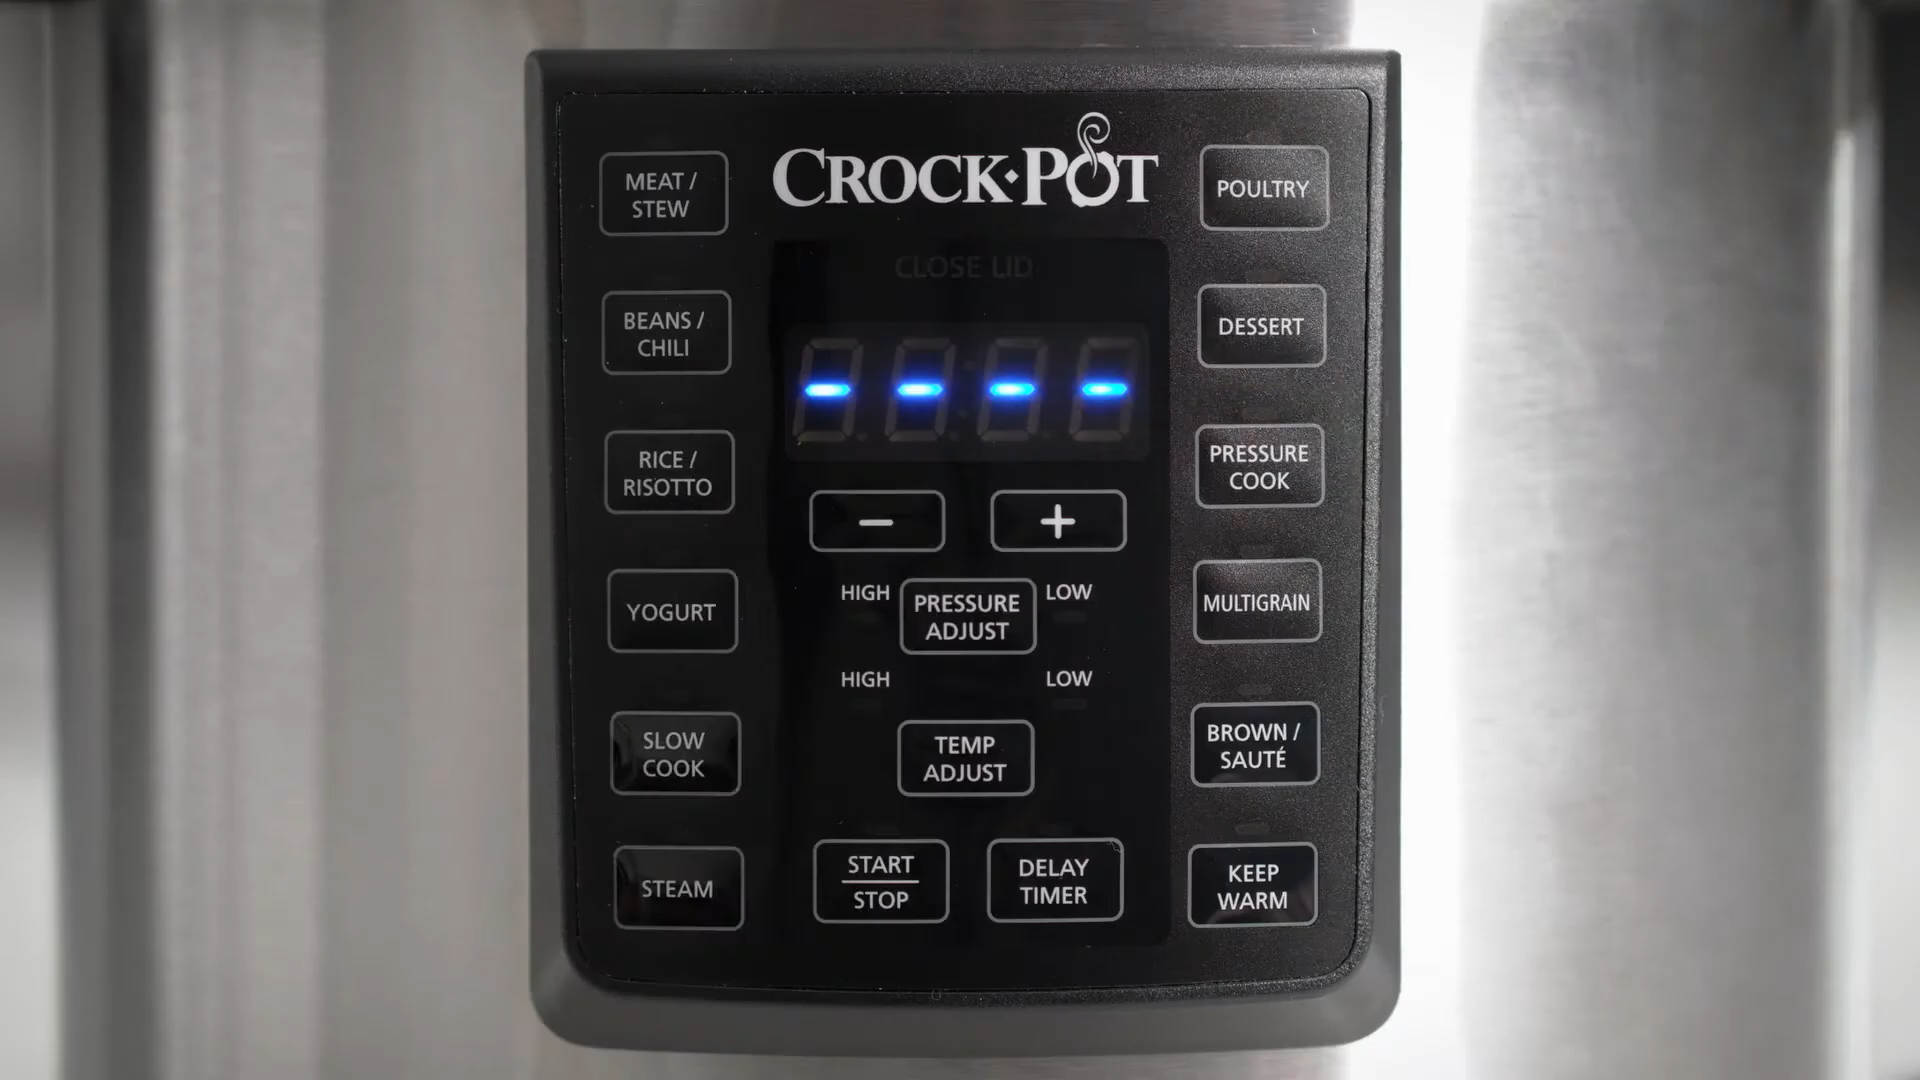 CROCK·POT
MEAT /
STEW
BEANS /
CHILI
RICE /
RISOTTO
YOGURT
SLOW
COOK
STEAM
CLOSE LID
- - - -
− +
HIGH PRESSURE LOW
ADJUST
HIGH LOW
TEMP
ADJUST
START
STOP
DELAY
TIMER
POULTRY
DESSERT
PRESSURE
COOK
MULTIGRAIN
BROWN /
SAUTÉ
KEEP
WARM